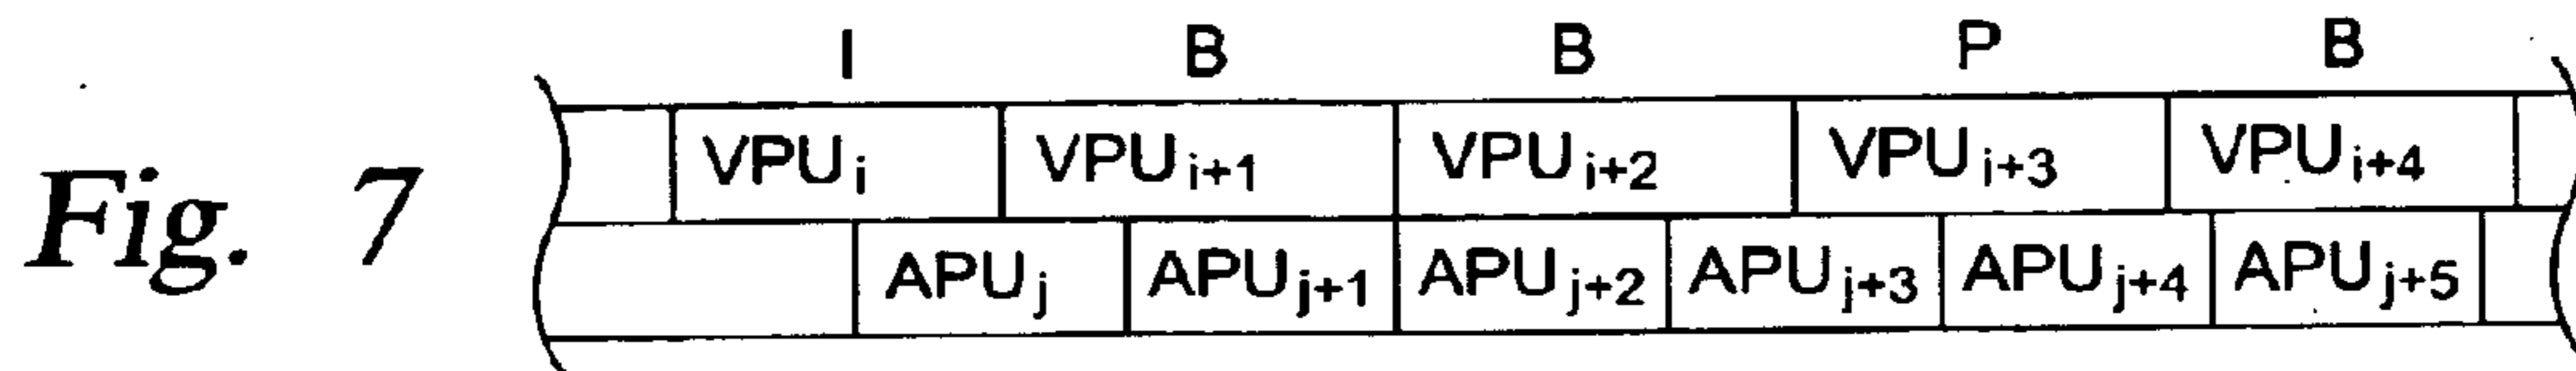 I B B P B
VPUi VPUi+1 VPUi+2 VPUi+3 VPUi+4
Fig. 7
APUj APUj+1 APUj+2 APUj+3 APUj+4 APUj+5